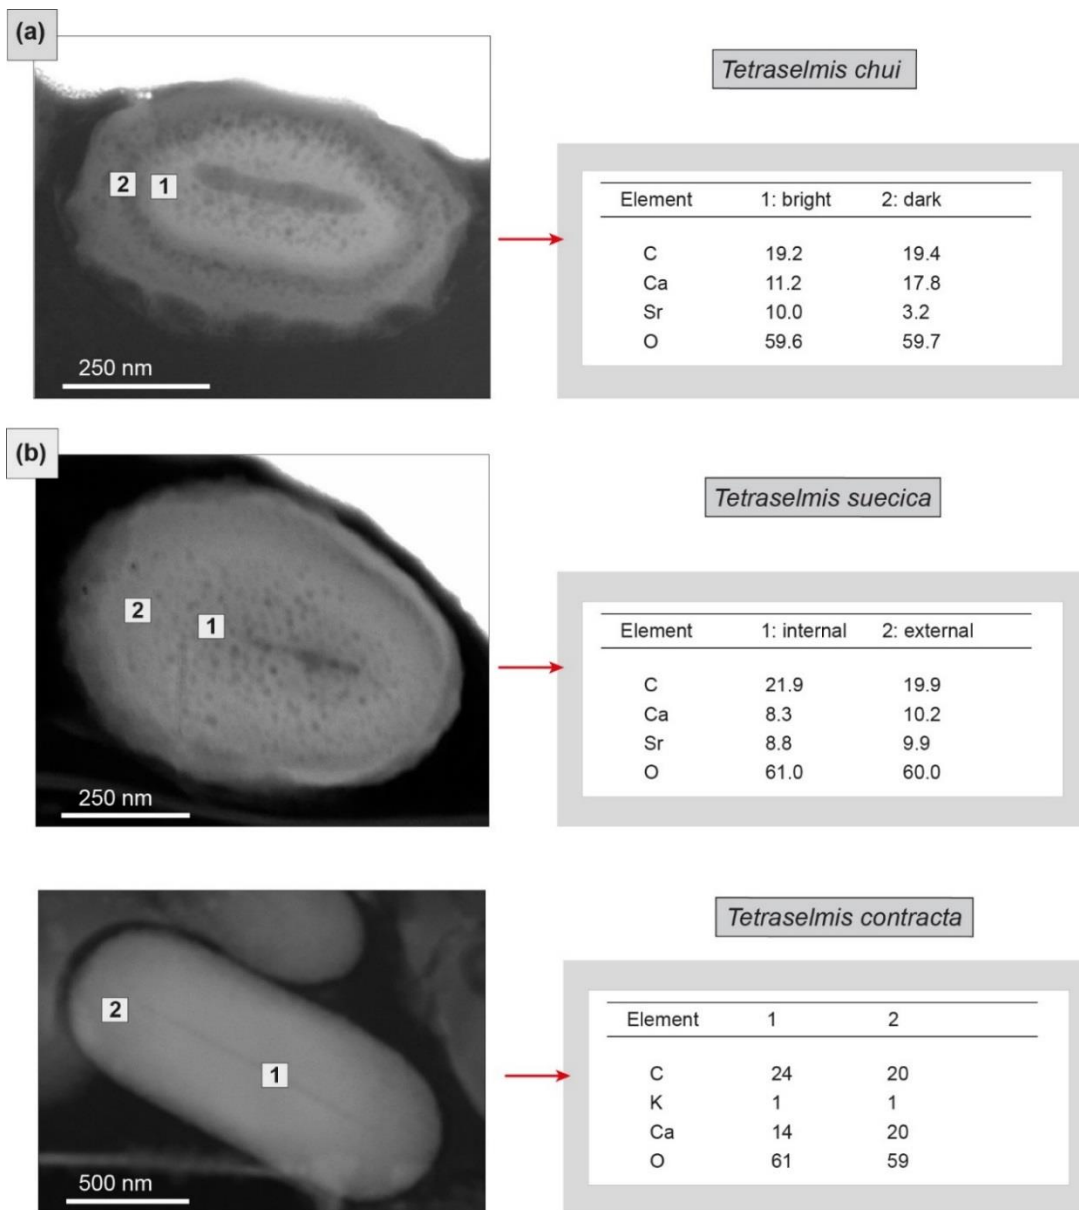 (a)
Tetraselmis chui
2 1
250 nm
Element 1: bright 2: dark
C 19.2 19.4
Ca 11.2 17.8
Sr 10.0 3.2
O 59.6 59.7
(b)
Tetraselmis suecica
2 1
250 nm
Element 1: internal 2: external
C 21.9 19.9
Ca 8.3 10.2
Sr 8.8 9.9
O 61.0 60.0
Tetraselmis contracta
2
1
500 nm
Element 1 2
C 24 20
K 1 1
Ca 14 20
O 61 59